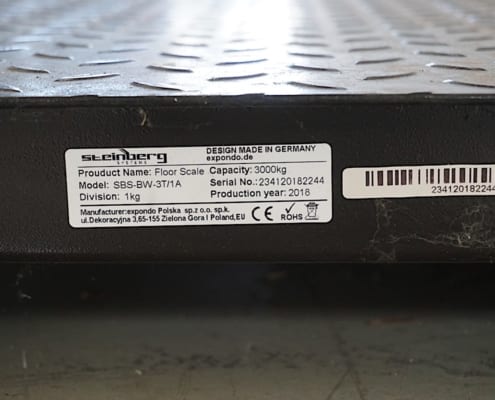 steinberg
SYSTEMS
DESIGN MADE IN GERMANY
expondo.de
Pruduct Name: Floor Scale
Capacity: 3000kg
Model: SBS-BW-3T/1A
Serial No.:234120182244
Division: 1kg
Production year: 2018
Manufacturer:expondo Polska sp.z o.o. sp.k.
ul.Dekoracyjna 3,65-155 Zielona Gora I Poland,EU
CE
ROHS
234120182244